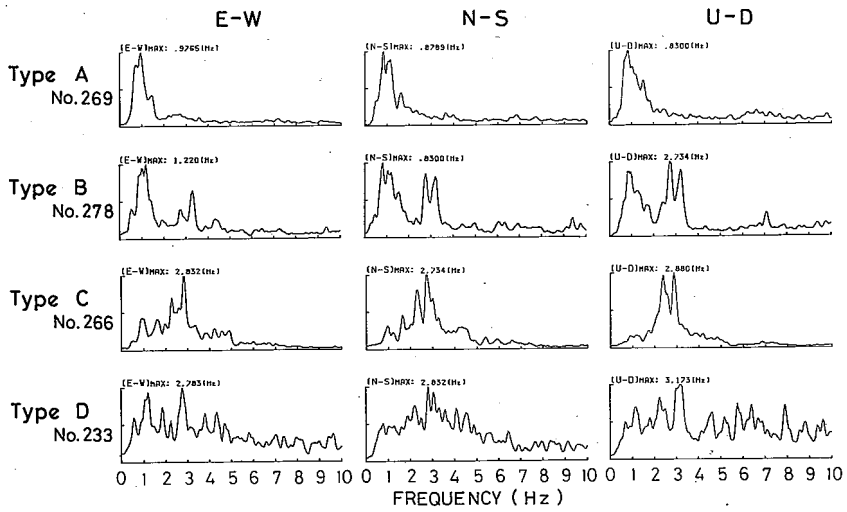 E-W N-S U-D
Type A
No.269
(E-W)MAX: .9765(Hz) (N-S)MAX: .8789(Hz) (U-D)MAX: .8300(Hz)
Type B
No.278
(E-W)MAX: 1.220(Hz) (N-S)MAX: .8300(Hz) (U-D)MAX: 2.734(Hz)
Type C
No.266
(E-W)MAX: 2.832(Hz) (N-S)MAX: 2.734(Hz) (U-D)MAX: 2.880(Hz)
Type D
No.233
(E-W)MAX: 2.783(Hz) (N-S)MAX: 2.832(Hz) (U-D)MAX: 3.173(Hz)
0 1 2 3 4 5 6 7 8 9 10 0 1 2 3 4 5 6 7 8 9 10 0 1 2 3 4 5 6 7 8 9 10
FREQUENCY (Hz)